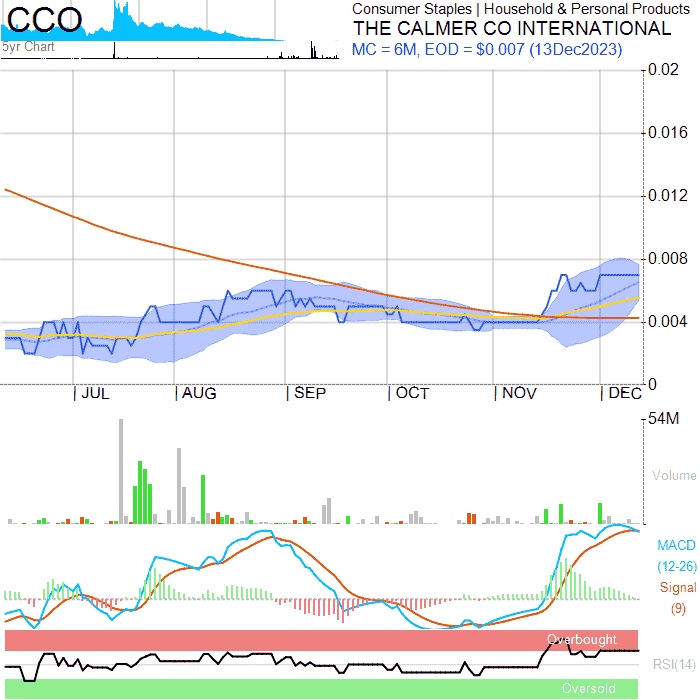 CCO
Consumer Staples | Household & Personal Products
THE CALMER CO INTERNATIONAL
5yr Chart
MC = 6M, EOD = $0.007 (13Dec2023)
0.02
0.016
0.012
0.008
0.004
0
| JUL | AUG | SEP | OCT | NOV | DEC
54M
Volume
MACD
(12-26)
Signal
(9)
Overbought
RSI(14)
Oversold